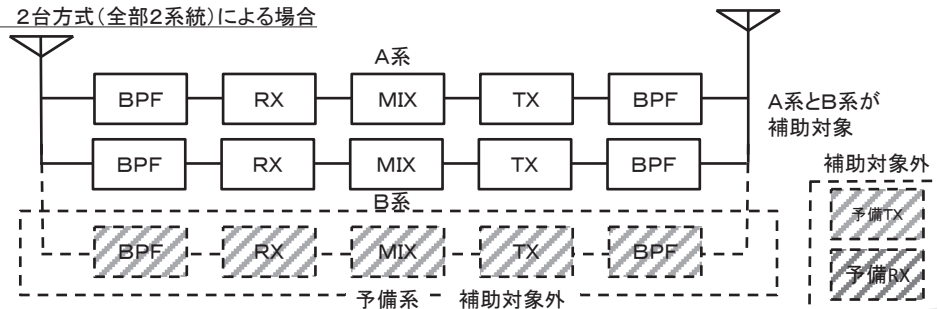 ２台方式(全部２系統)による場合
A系
BPF RX MIX TX BPF
A系とB系が
補助対象
BPF RX MIX TX BPF
B系
補助対象外
BPF RX MIX TX BPF
予備TX
予備RX
予備系 補助対象外